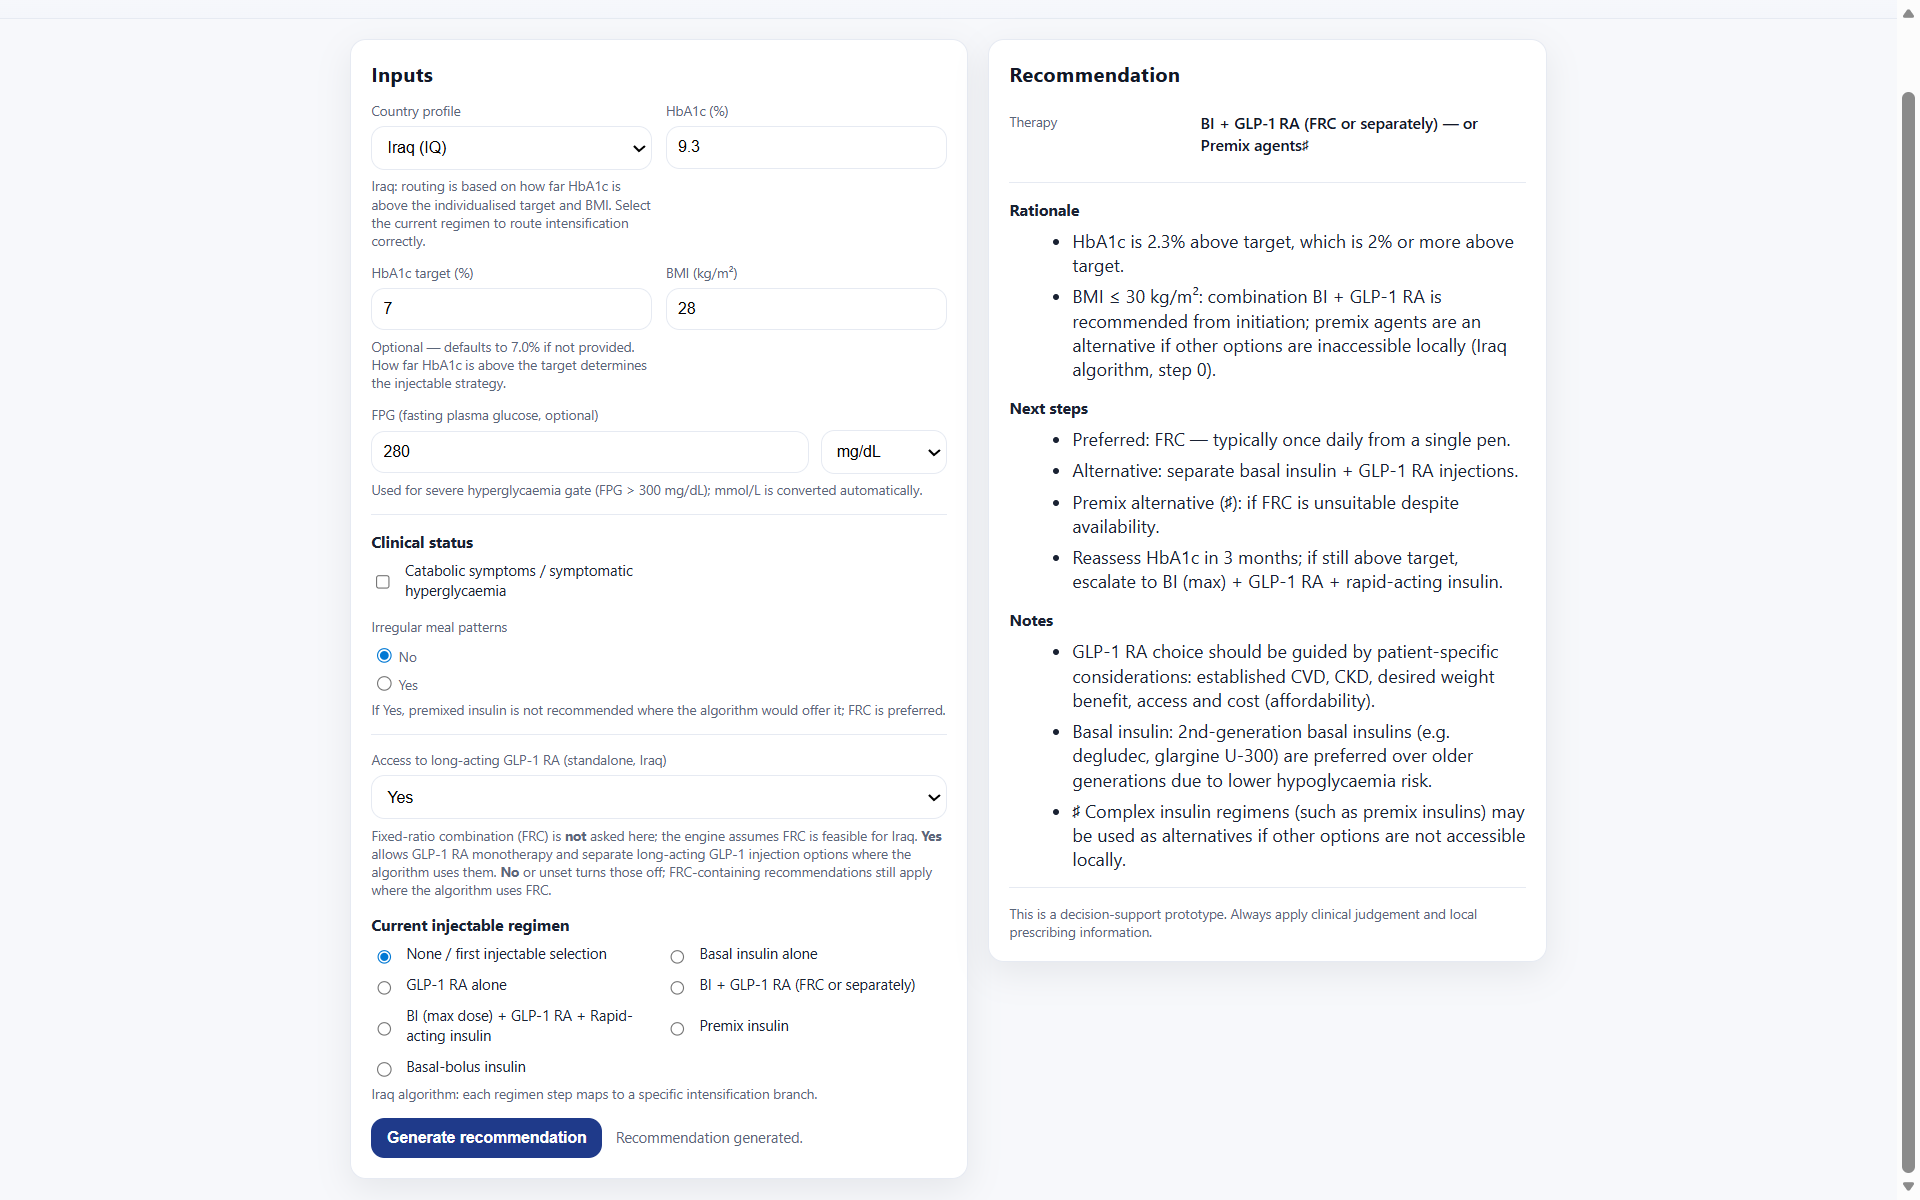 Inputs
Country profile
HbA1c (%)
Iraq (IQ)
9.3
Iraq: routing is based on how far HbA1c is
above the individualised target and BMI. Select
the current regimen to route intensification
correctly.
HbA1c target (%)
BMI (kg/m²)
7
28
Optional — defaults to 7.0% if not provided.
How far HbA1c is above the target determines
the injectable strategy.
FPG (fasting plasma glucose, optional)
280
mg/dL
Used for severe hyperglycaemia gate (FPG > 300 mg/dL); mmol/L is converted automatically.
Clinical status
Catabolic symptoms / symptomatic
hyperglycaemia
Irregular meal patterns
No
Yes
If Yes, premixed insulin is not recommended where the algorithm would offer it; FRC is preferred.
Access to long-acting GLP-1 RA (standalone, Iraq)
Yes
Fixed-ratio combination (FRC) is not asked here; the engine assumes FRC is feasible for Iraq. Yes
allows GLP-1 RA monotherapy and separate long-acting GLP-1 injection options where the
algorithm uses them. No or unset turns those off; FRC-containing recommendations still apply
where the algorithm uses FRC.
Current injectable regimen
None / first injectable selection
Basal insulin alone
GLP-1 RA alone
BI + GLP-1 RA (FRC or separately)
BI (max dose) + GLP-1 RA + Rapid-
acting insulin
Premix insulin
Basal-bolus insulin
Iraq algorithm: each regimen step maps to a specific intensification branch.
Generate recommendation
Recommendation generated.
Recommendation
Therapy
BI + GLP-1 RA (FRC or separately) — or
Premix agents♯
Rationale
• HbA1c is 2.3% above target, which is 2% or more above
target.
• BMI ≤ 30 kg/m²: combination BI + GLP-1 RA is
recommended from initiation; premix agents are an
alternative if other options are inaccessible locally (Iraq
algorithm, step 0).
Next steps
• Preferred: FRC — typically once daily from a single pen.
• Alternative: separate basal insulin + GLP-1 RA injections.
• Premix alternative (♯): if FRC is unsuitable despite
availability.
• Reassess HbA1c in 3 months; if still above target,
escalate to BI (max) + GLP-1 RA + rapid-acting insulin.
Notes
• GLP-1 RA choice should be guided by patient-specific
considerations: established CVD, CKD, desired weight
benefit, access and cost (affordability).
• Basal insulin: 2nd-generation basal insulins (e.g.
degludec, glargine U-300) are preferred over older
generations due to lower hypoglycaemia risk.
• ♯ Complex insulin regimens (such as premix insulins) may
be used as alternatives if other options are not accessible
locally.
This is a decision-support prototype. Always apply clinical judgement and local
prescribing information.